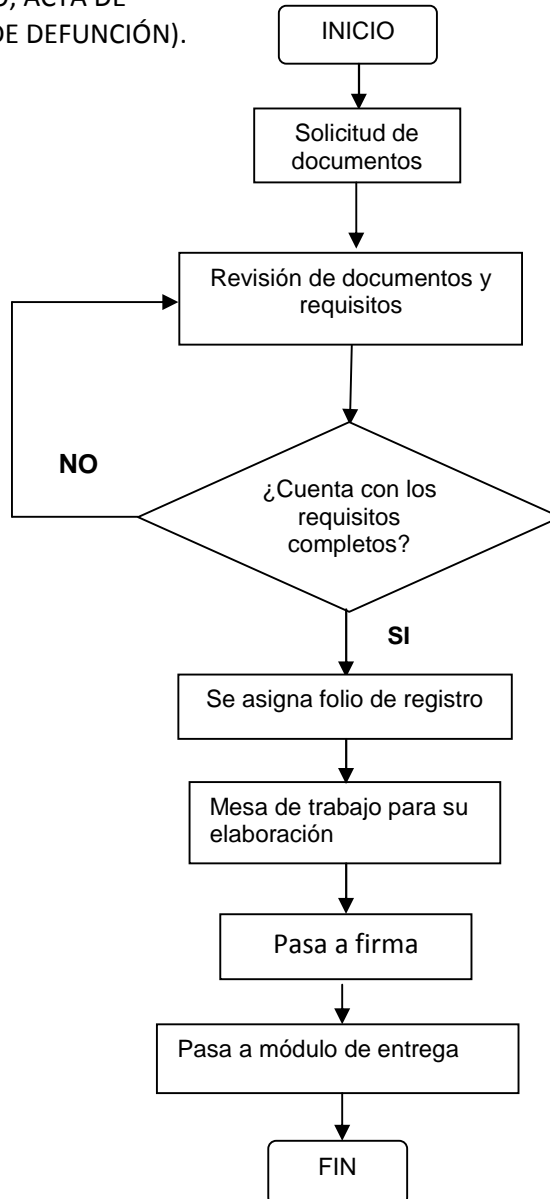 ACTA DE
DE DEFUNCIÓN).
INICIO
Solicitud de
documentos
Revisión de documentos y
requisitos
NO
¿Cuenta con los
requisitos
completos?
SI
Se asigna folio de registro
Mesa de trabajo para su
elaboración
Pasa a firma
Pasa a módulo de entrega
FIN